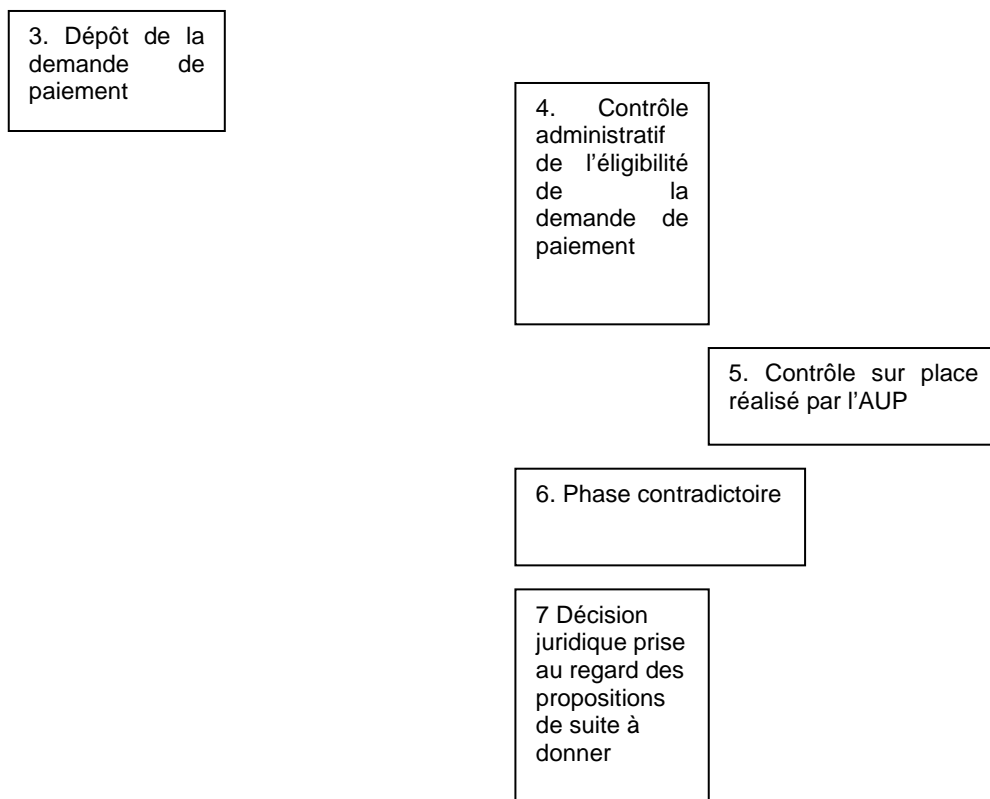 3. Dépôt de la
demande de
paiement
4. Contrôle
administratif
de l’éligibilité
de la
demande de
paiement
5. Contrôle sur place
réalisé par l’AUP
6. Phase contradictoire
7 Décision
juridique prise
au regard des
propositions
de suite à
donner